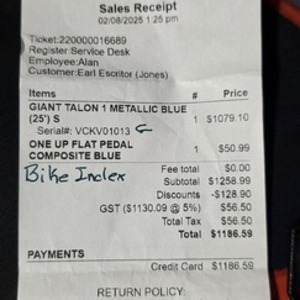 Sales Receipt
02/08/2025 1:25 pm
Ticket:220000016689
Register:Service Desk
Employee:Alan
Customer:Earl Escritor (Jones)
Items # Price
GIANT TALON 1 METALLIC BLUE
(25') S 1 $1079.10
Serial#: VCKV01013
ONE UP FLAT PEDAL 1 $50.99
COMPOSITE BLUE
Bike Index
Fee total $0.00
Subtotal $1258.99
Discounts -$128.90
GST ($1130.09 @ 5%) $56.50
Total Tax $56.50
Total $1186.59
PAYMENTS
Credit Card $1186.59
RETURN POLICY: